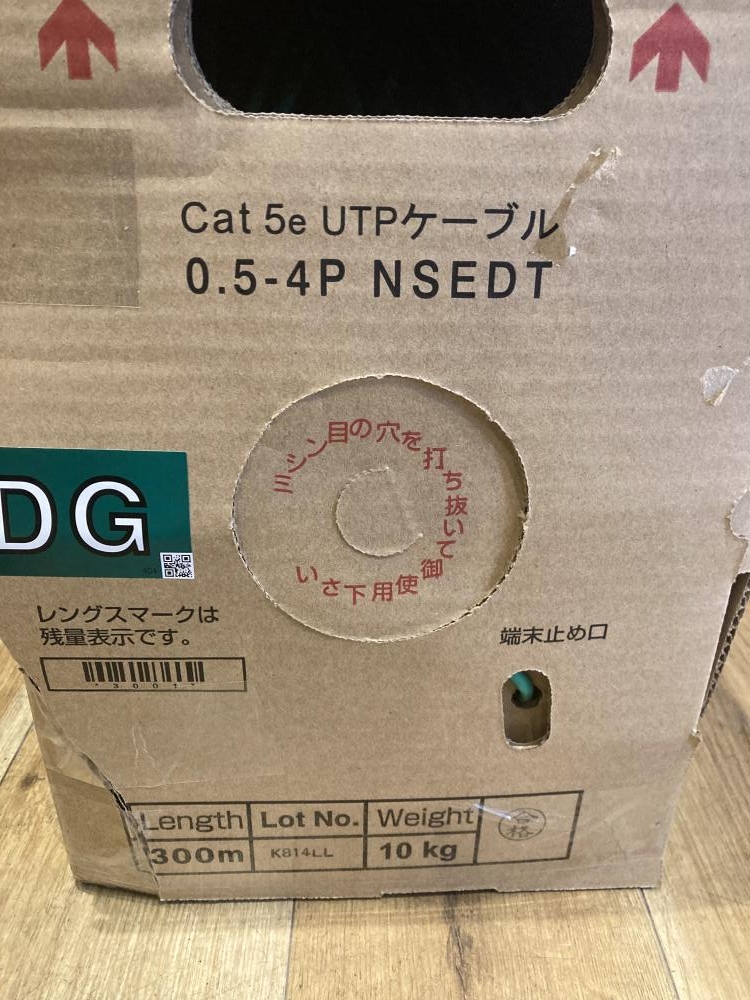 Cat 5e UTPケーブル
0.5-4P NSEDT
ミシン目の穴を打ち抜いて御使用下さい
DG
レングスマークは
残量表示です。
*3001*
端末止め口
Length Lot No. Weight 合格
300m K814LL 10 kg